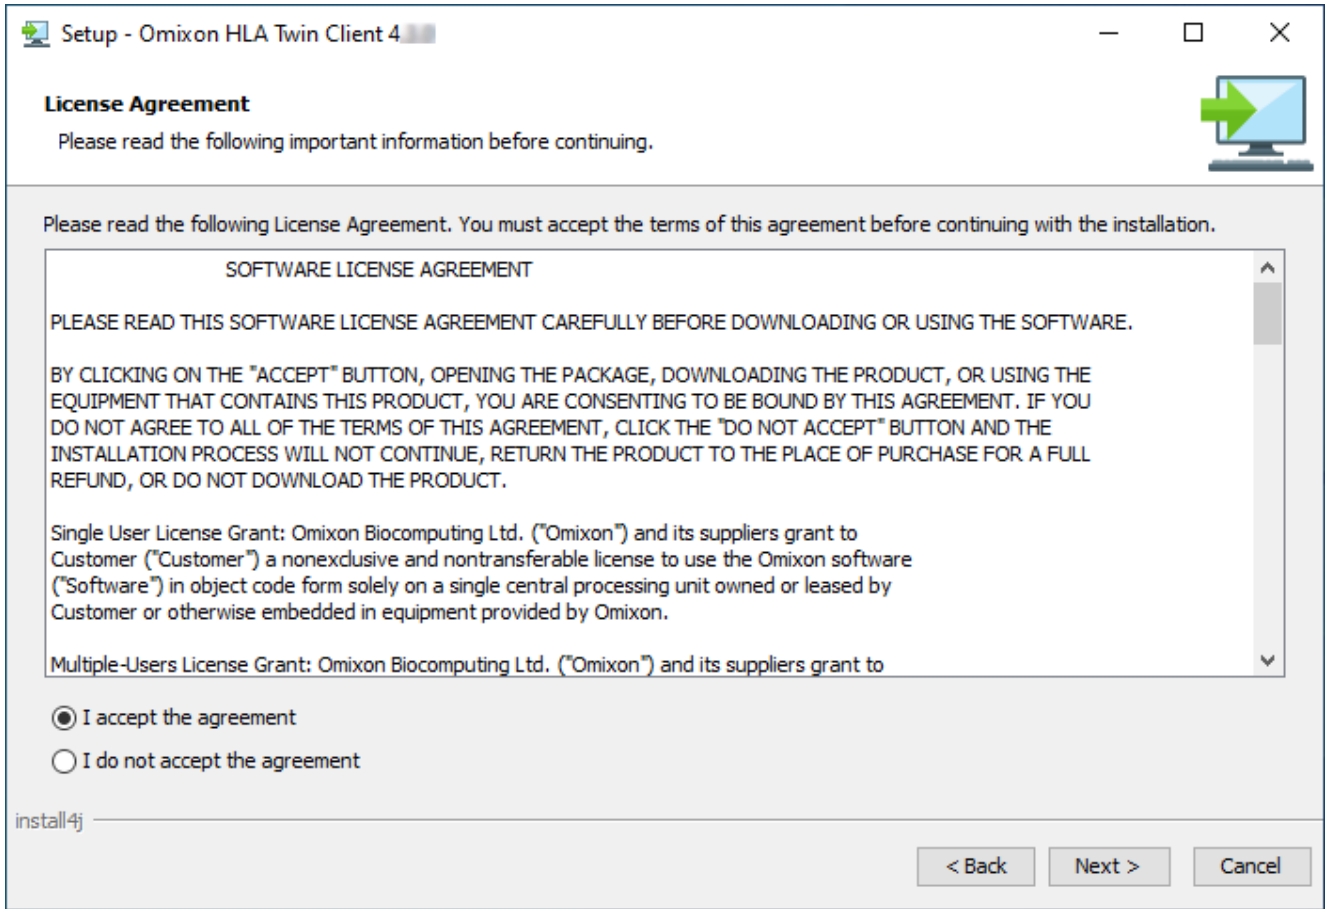 Setup - Omixon HLA Twin Client 4
License Agreement
Please read the following important information before continuing.
Please read the following License Agreement. You must accept the terms of this agreement before continuing with the installation.
SOFTWARE LICENSE AGREEMENT
PLEASE READ THIS SOFTWARE LICENSE AGREEMENT CAREFULLY BEFORE DOWNLOADING OR USING THE SOFTWARE.
BY CLICKING ON THE "ACCEPT" BUTTON, OPENING THE PACKAGE, DOWNLOADING THE PRODUCT, OR USING THE
EQUIPMENT THAT CONTAINS THIS PRODUCT, YOU ARE CONSENTING TO BE BOUND BY THIS AGREEMENT. IF YOU
DO NOT AGREE TO ALL OF THE TERMS OF THIS AGREEMENT, CLICK THE "DO NOT ACCEPT" BUTTON AND THE
INSTALLATION PROCESS WILL NOT CONTINUE, RETURN THE PRODUCT TO THE PLACE OF PURCHASE FOR A FULL
REFUND, OR DO NOT DOWNLOAD THE PRODUCT.
Single User License Grant: Omixon Biocomputing Ltd. ("Omixon") and its suppliers grant to
Customer ("Customer") a nonexclusive and nontransferable license to use the Omixon software
("Software") in object code form solely on a single central processing unit owned or leased by
Customer or otherwise embedded in equipment provided by Omixon.
Multiple-Users License Grant: Omixon Biocomputing Ltd. ("Omixon") and its suppliers grant to
I accept the agreement
I do not accept the agreement
install4j
< Back
Next >
Cancel